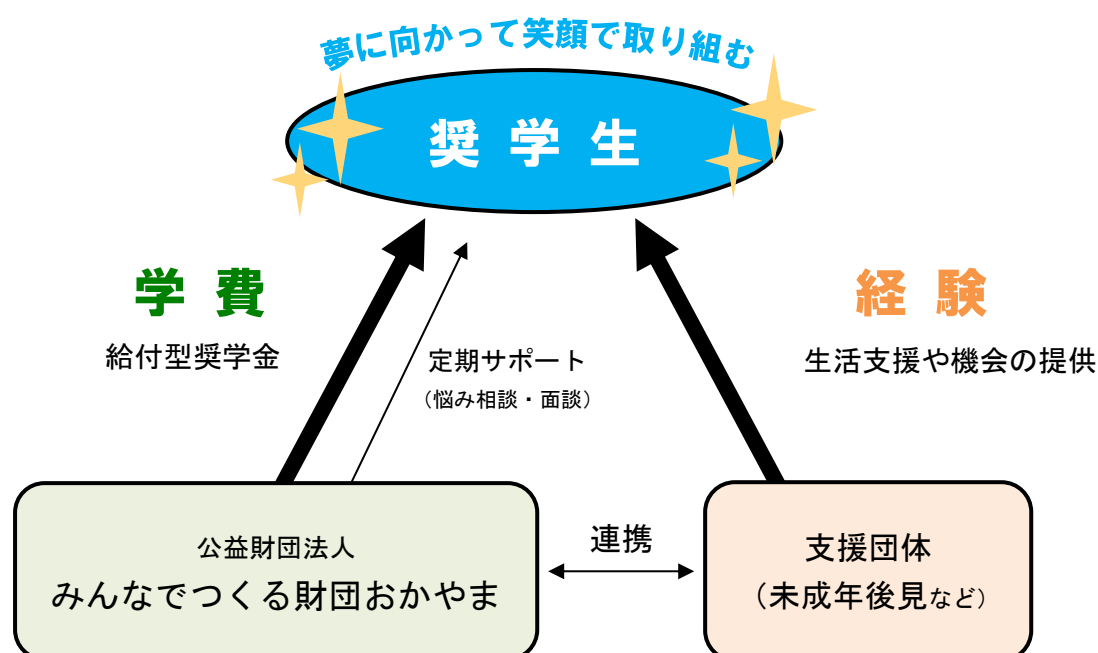 夢に向かって笑顔で取り組む
奨学生
学費
給付型奨学金
定期サポート
（悩み相談・面談）
経験
生活支援や機会の提供
公益財団法人
みんなでつくる財団おかやま
連携
支援団体
（未成年後見など）